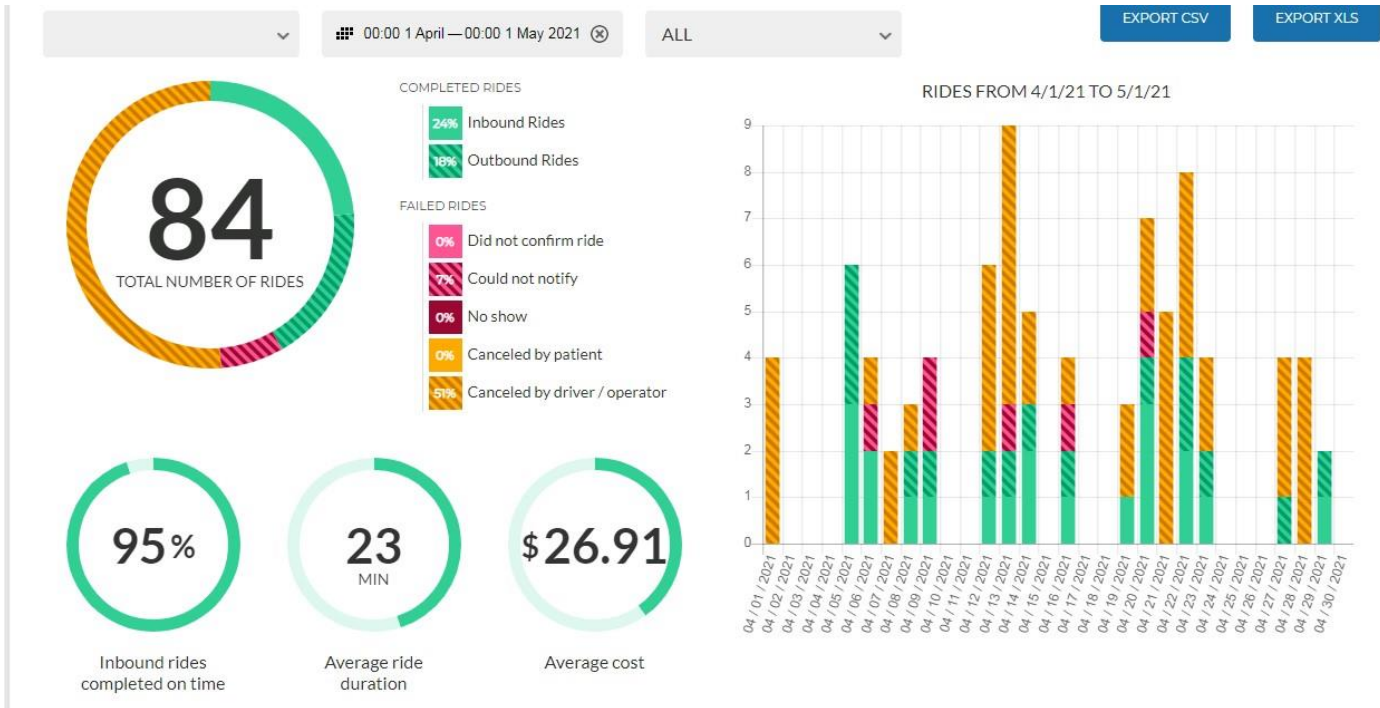 00:00 1 April — 00:00 1 May 2021
ALL
EXPORT CSV
EXPORT XLS
84
TOTAL NUMBER OF RIDES
COMPLETED RIDES
24% Inbound Rides
18% Outbound Rides
FAILED RIDES
0% Did not confirm ride
7% Could not notify
0% No show
0% Canceled by patient
51% Canceled by driver / operator
95%
Inbound rides
completed on time
23
MIN
Average ride
duration
$26.91
Average cost
RIDES FROM 4/1/21 TO 5/1/21
9
8
7
6
5
4
3
2
1
0
04 / 01 / 2021
04 / 02 / 2021
04 / 03 / 2021
04 / 04 / 2021
04 / 05 / 2021
04 / 06 / 2021
04 / 07 / 2021
04 / 08 / 2021
04 / 09 / 2021
04 / 10 / 2021
04 / 11 / 2021
04 / 12 / 2021
04 / 13 / 2021
04 / 14 / 2021
04 / 15 / 2021
04 / 16 / 2021
04 / 17 / 2021
04 / 18 / 2021
04 / 19 / 2021
04 / 20 / 2021
04 / 21 / 2021
04 / 22 / 2021
04 / 23 / 2021
04 / 24 / 2021
04 / 25 / 2021
04 / 26 / 2021
04 / 27 / 2021
04 / 28 / 2021
04 / 29 / 2021
04 / 30 / 2021